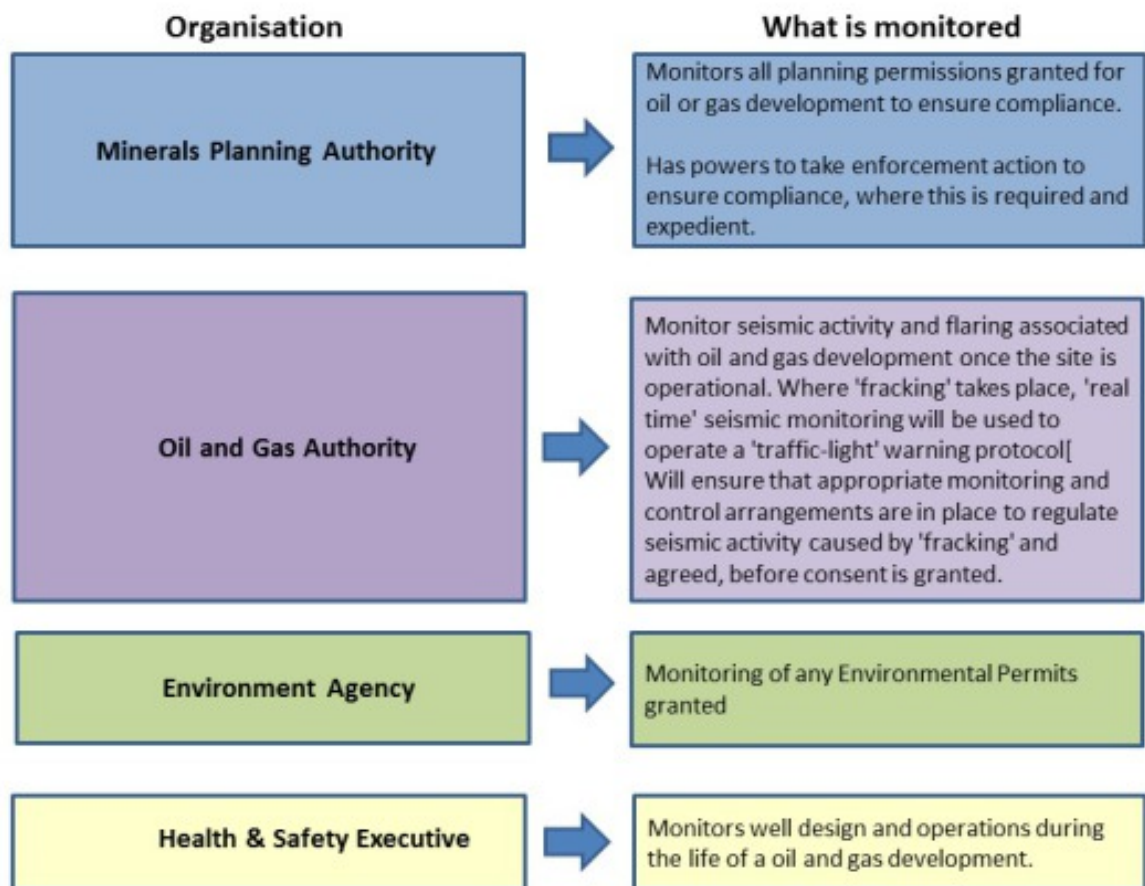 Organisation
What is monitored
Minerals Planning Authority
Monitors all planning permissions granted for
oil or gas development to ensure compliance.
Has powers to take enforcement action to
ensure compliance, where this is required and
expedient.
Oil and Gas Authority
Monitor seismic activity and flaring associated
with oil and gas development once the site is
operational. Where 'fracking' takes place, 'real
time' seismic monitoring will be used to
operate a 'traffic-light' warning protocol[
Will ensure that appropriate monitoring and
control arrangements are in place to regulate
seismic activity caused by 'fracking' and
agreed, before consent is granted.
Environment Agency
Monitoring of any Environmental Permits
granted
Health & Safety Executive
Monitors well design and operations during
the life of a oil and gas development.